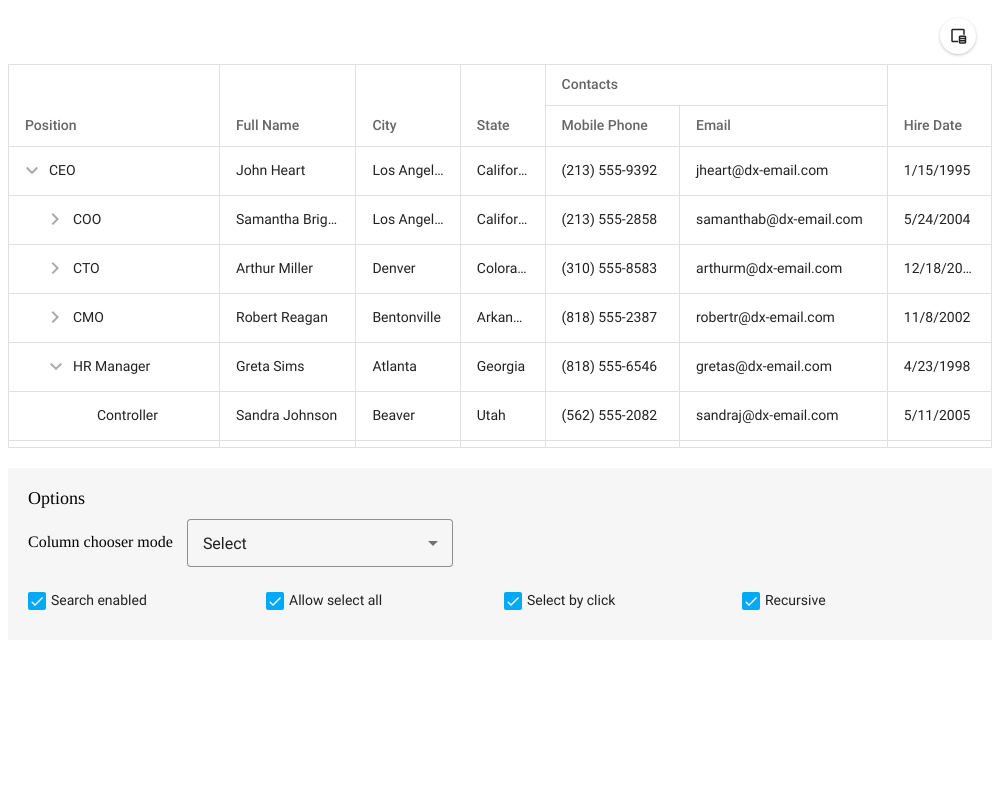 Contacts
Position Full Name City State Mobile Phone Email Hire Date
CEO John Heart Los Angel... Califor... (213) 555-9392 jheart@dx-email.com 1/15/1995
COO Samantha Brig... Los Angel... Califor... (213) 555-2858 samanthab@dx-email.com 5/24/2004
CTO Arthur Miller Denver Colora... (310) 555-8583 arthurm@dx-email.com 12/18/20...
CMO Robert Reagan Bentonville Arkan... (818) 555-2387 robertr@dx-email.com 11/8/2002
HR Manager Greta Sims Atlanta Georgia (818) 555-6546 gretas@dx-email.com 4/23/1998
Controller Sandra Johnson Beaver Utah (562) 555-2082 sandraj@dx-email.com 5/11/2005
Options
Column chooser mode Select
Search enabled Allow select all Select by click Recursive